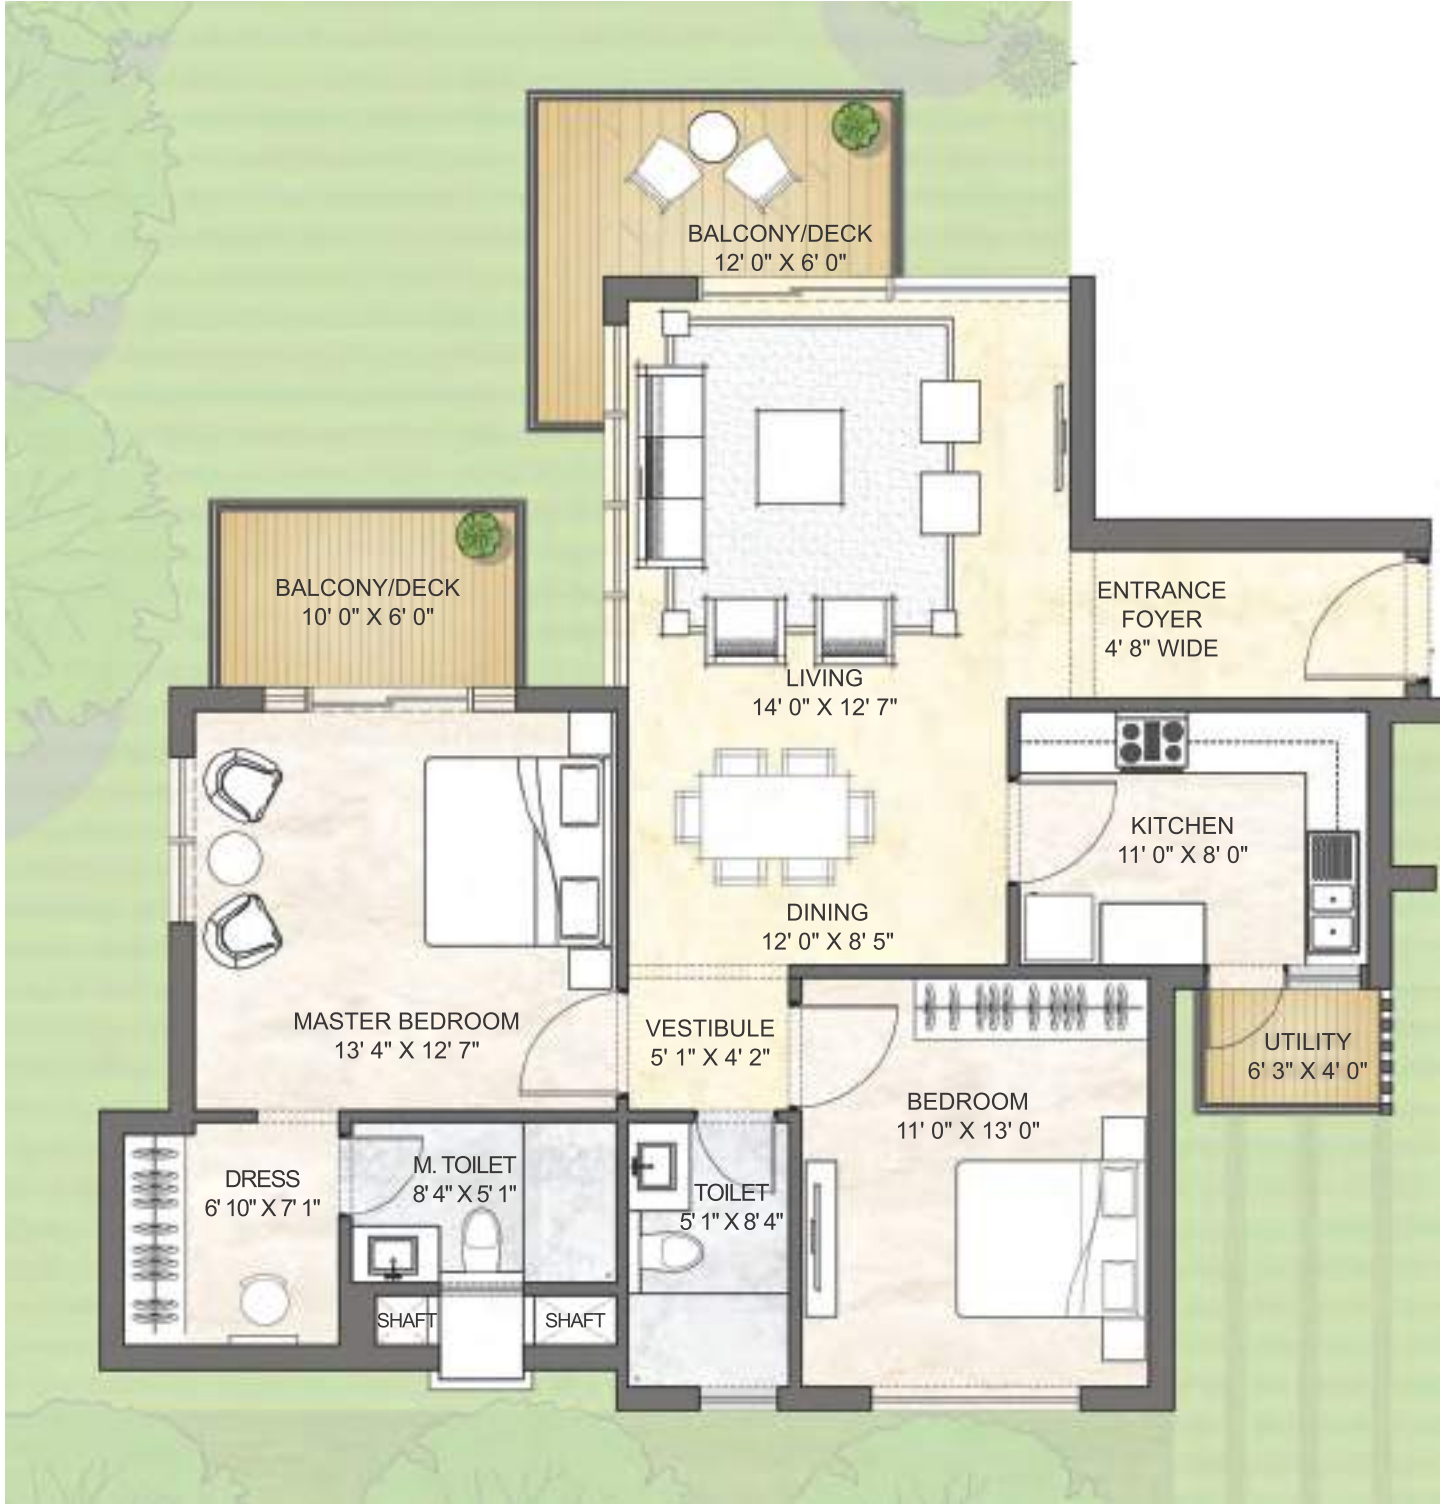 BALCONY/DECK
12' 0" X 6' 0"
BALCONY/DECK
10' 0" X 6' 0"
ENTRANCE
FOYER
4' 8" WIDE
LIVING
14' 0" X 12' 7"
KITCHEN
11' 0" X 8' 0"
DINING
12' 0" X 8' 5"
MASTER BEDROOM
13' 4" X 12' 7"
VESTIBULE
5' 1" X 4' 2"
UTILITY
6' 3" X 4' 0"
BEDROOM
11' 0" X 13' 0"
DRESS
6' 10" X 7' 1"
M. TOILET
8' 4" X 5' 1"
TOILET
5' 1" X 8' 4"
SHAFT
SHAFT